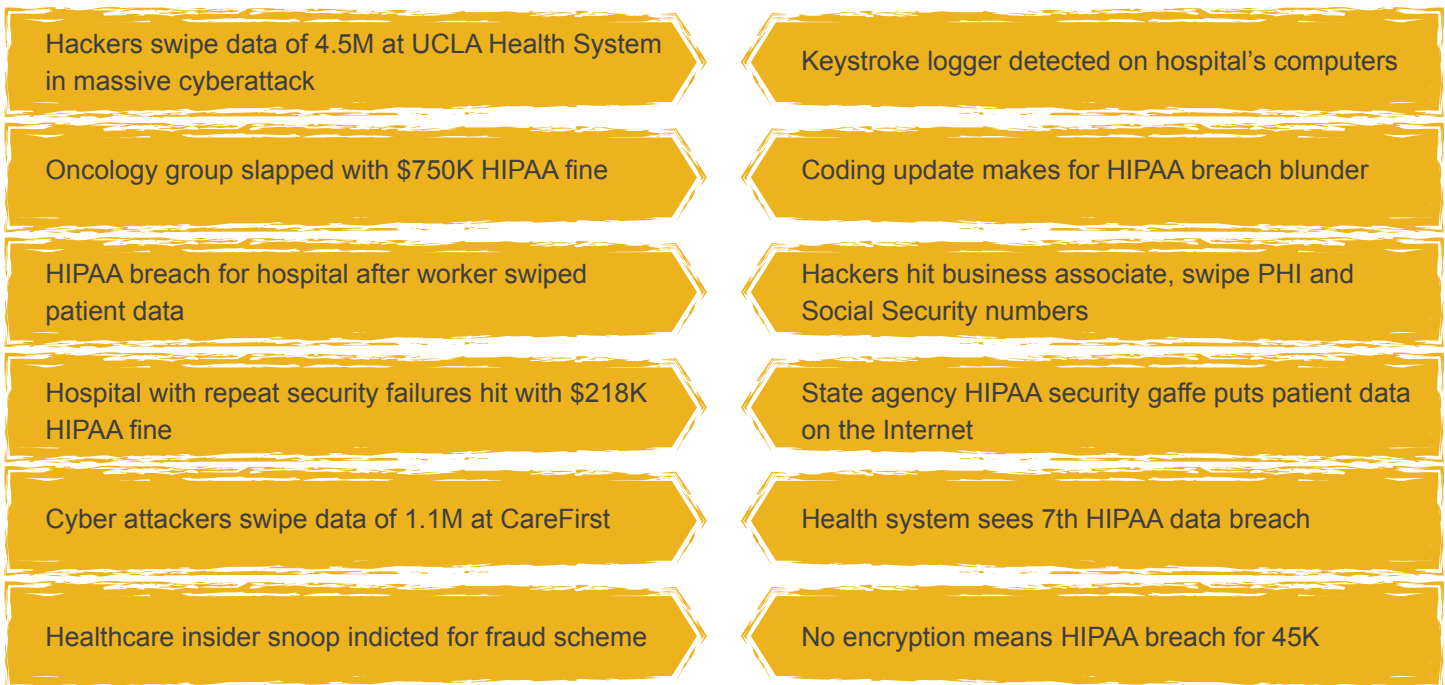 Hackers swipe data of 4.5M at UCLA Health System
in massive cyberattack
Oncology group slapped with $750K HIPAA fine
HIPAA breach for hospital after worker swiped
patient data
Hospital with repeat security failures hit with $218K
HIPAA fine
Cyber attackers swipe data of 1.1M at CareFirst
Healthcare insider snoop indicted for fraud scheme
Keystroke logger detected on hospital’s computers
Coding update makes for HIPAA breach blunder
Hackers hit business associate, swipe PHI and
Social Security numbers
State agency HIPAA security gaffe puts patient data
on the Internet
Health system sees 7th HIPAA data breach
No encryption means HIPAA breach for 45K